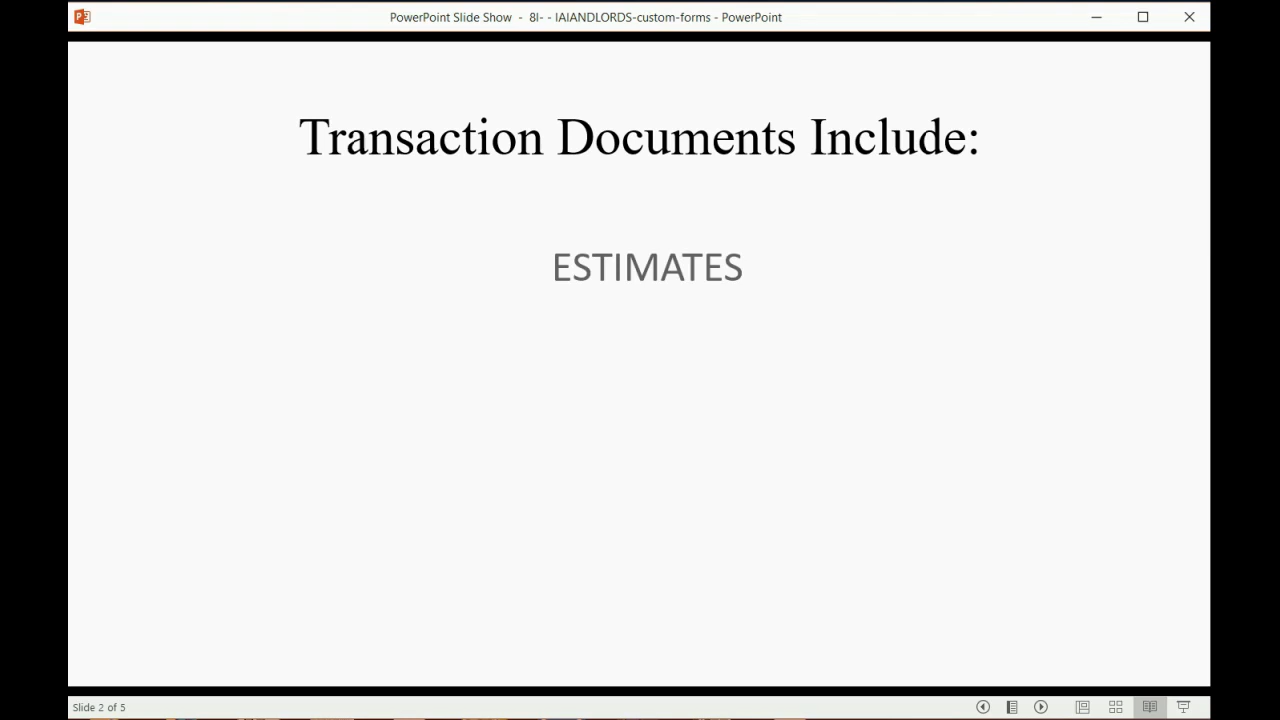 PowerPoint Slide Show - 8I- - IAIANDLORDS-custom-forms - PowerPoint
Transaction Documents Include:
ESTIMATES
Slide 2 of 5